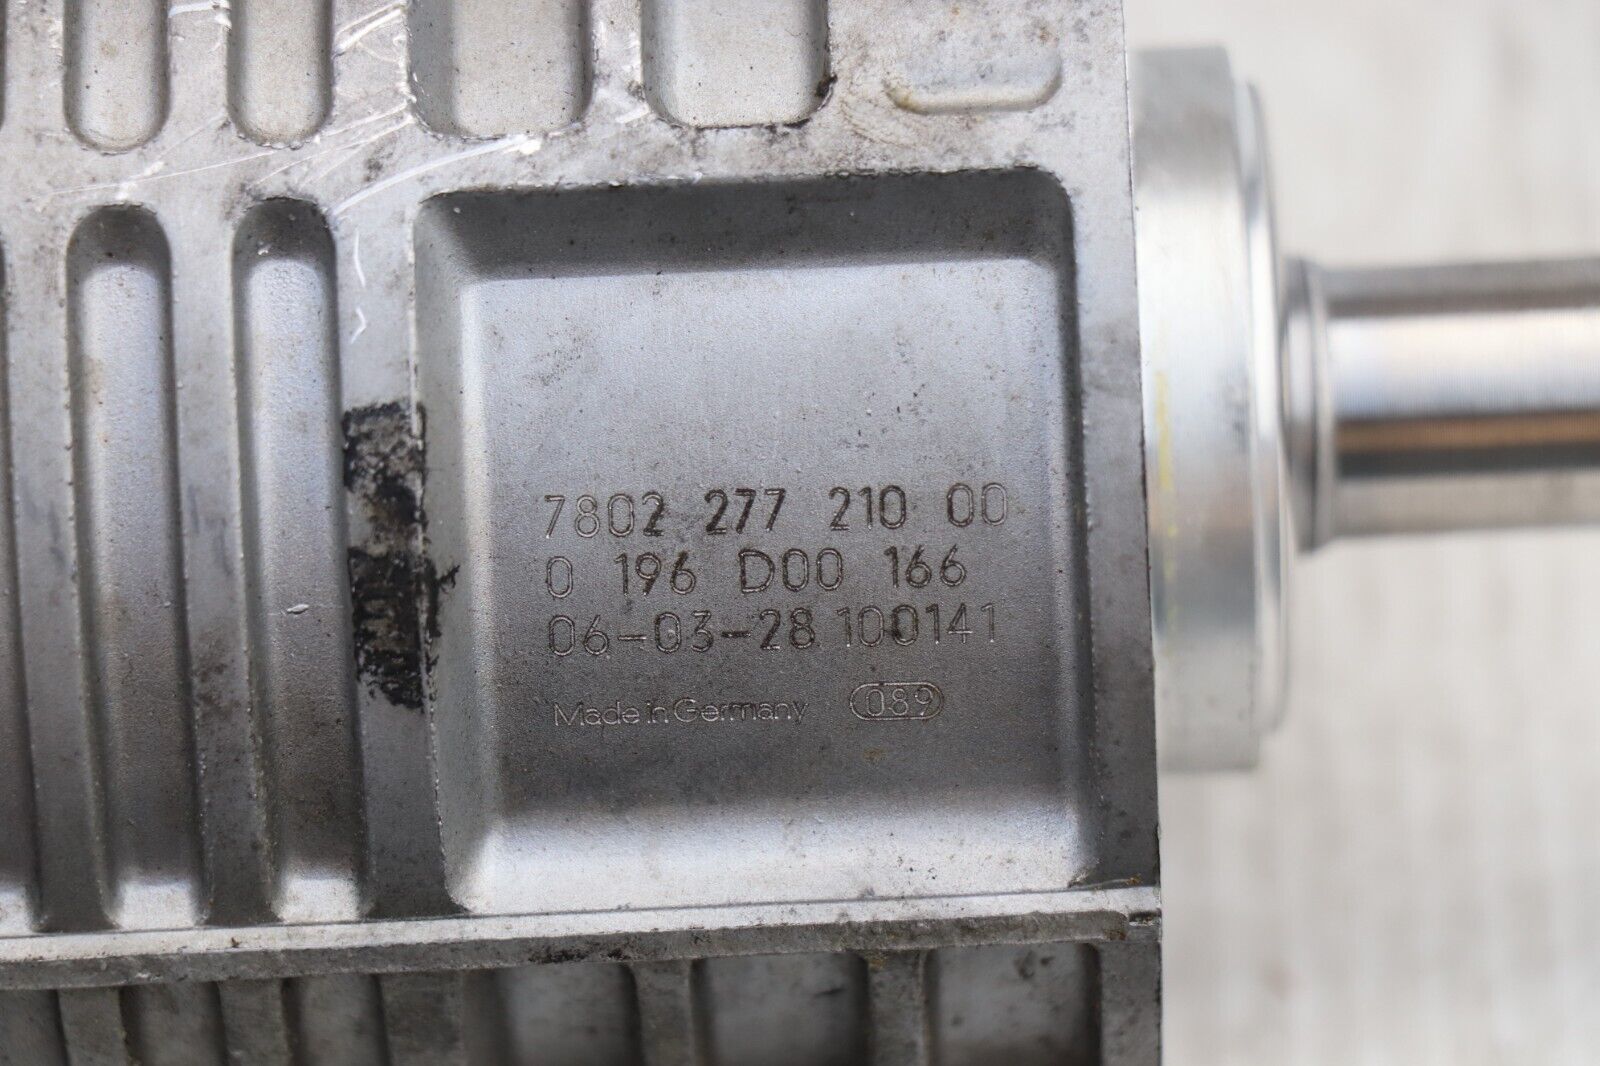 7802 277 210 00
0 196 D00 166
06-03-28 100141
Made in Germany 089